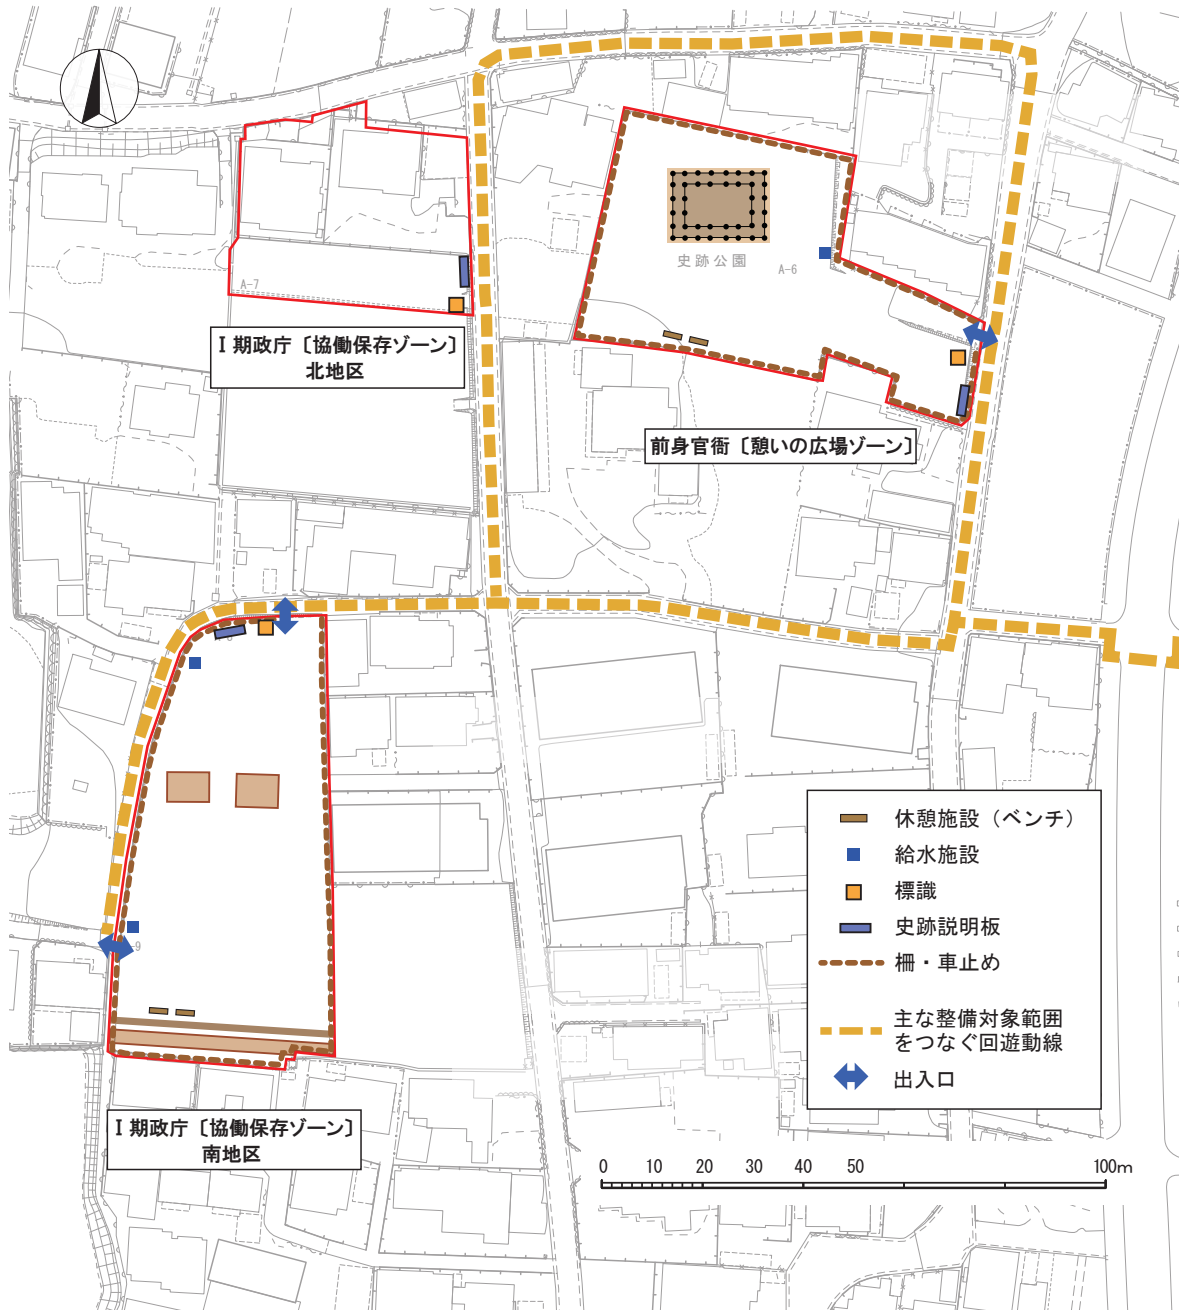 史跡公園
A-6
A-7
Ⅰ期政庁〔協働保存ゾーン〕
北地区
前身官衙〔憩いの広場ゾーン〕
休憩施設（ベンチ）
給水施設
標識
史跡説明板
柵・車止め
主な整備対象範囲
をつなぐ回遊動線
出入口
Ⅰ期政庁〔協働保存ゾーン〕
南地区
0 10 20 30 40 50 100m